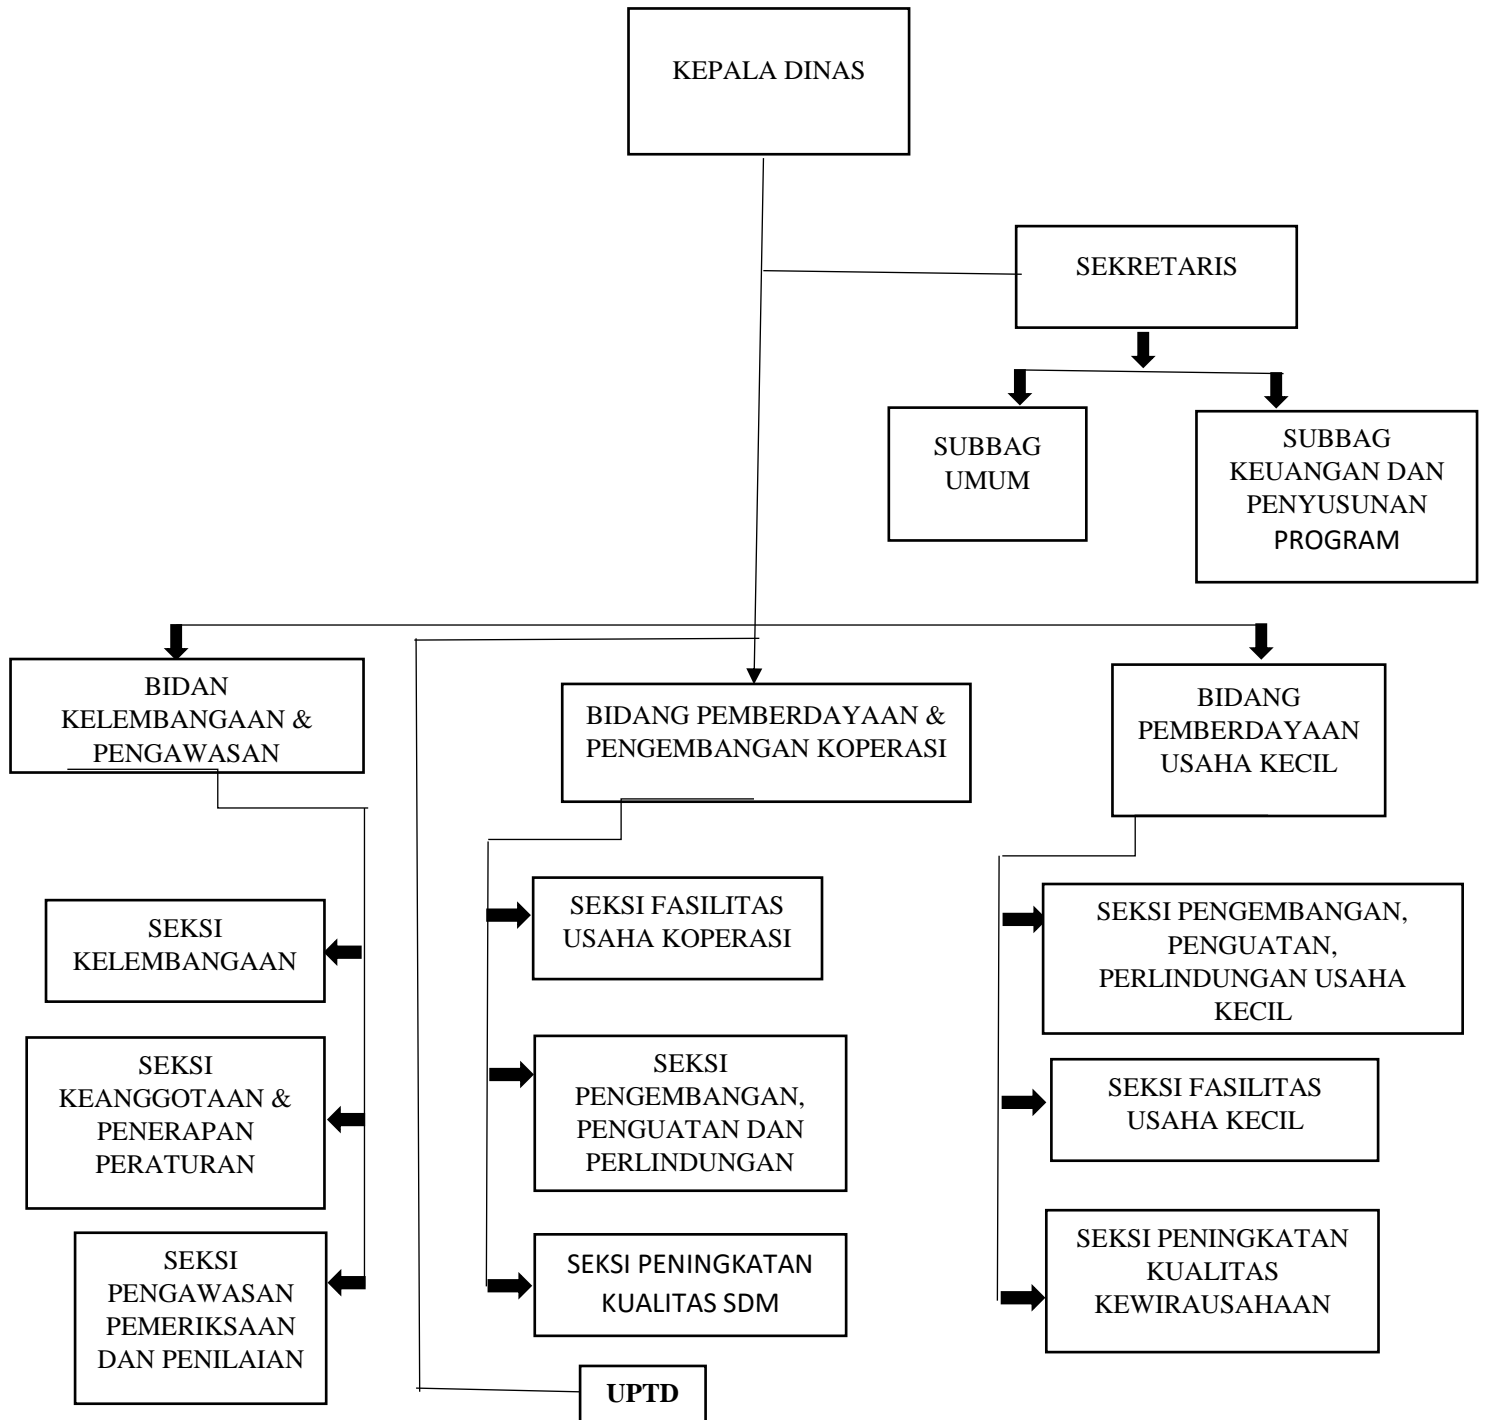 KEPALA DINAS
SEKRETARIS
SUBBAG
UMUM
SUBBAG
KEUANGAN DAN
PENYUSUNAN
PROGRAM
BIDAN
KELEMBANGAAN &
PENGAWASAN
BIDANG PEMBERDAYAAN &
PENGEMBANGAN KOPERASI
BIDANG
PEMBERDAYAAN
USAHA KECIL
SEKSI
KELEMBANGAAN
SEKSI
KEANGGOTAAN &
PENERAPAN
PERATURAN
SEKSI
PENGAWASAN
PEMERIKSAAN
DAN PENILAIAN
SEKSI FASILITAS
USAHA KOPERASI
SEKSI
PENGEMBANGAN,
PENGUATAN DAN
PERLINDUNGAN
SEKSI PENINGKATAN
KUALITAS SDM
SEKSI PENGEMBANGAN,
PENGUATAN,
PERLINDUNGAN USAHA
KECIL
SEKSI FASILITAS
USAHA KECIL
SEKSI PENINGKATAN
KUALITAS
KEWIRAUSAHAAN
UPTD